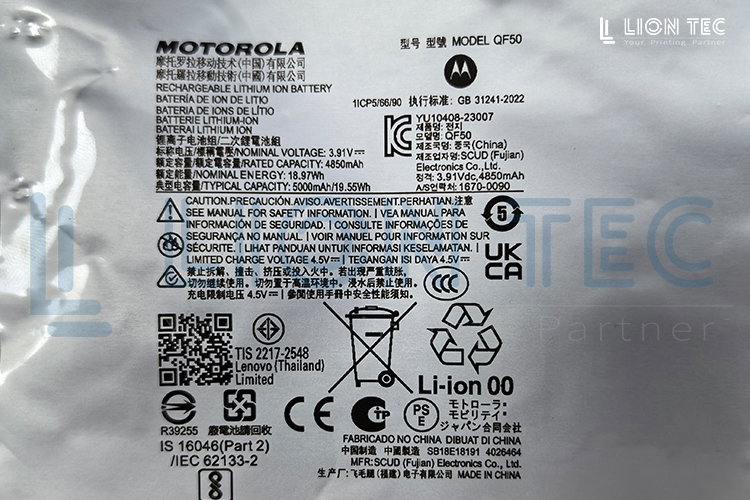 LION TEC
Your Printing Partner
MOTOROLA
摩托罗拉移动技术(中国)有限公司
摩托羅拉移動技術(中國)有限公司
RECHARGEABLE LITHIUM ION BATTERY
BATERÍA DE ION DE LITIO
BATERIA DE IONS DE LÍTIO
BATTERIE LITHIUM-ION
BATERAI LITHIUM ION
锂离子电池组/二次鋰電池組
标称电压/標稱電壓/NOMINAL VOLTAGE: 3.91V
额定容量/額定容量/RATED CAPACITY: 4850mAh
额定能量/NOMINAL ENERGY: 18.97Wh
典型电容量/TYPICAL CAPACITY: 5000mAh/19.55Wh
型号 型號 MODEL QF50
1ICP5/66/90 执行标准: GB 31241-2022
YU10408-23007
제품명: 전지
모델명: QF50
제조국명: 중국(China)
제조업자명: SCUD (Fujian)
Electronics Co.,Ltd.
정격: 3.91Vdc,4850mAh
A/S연락처: 1670-0090
CAUTION.PRECAUCIÓN.AVISO.AVERTISSEMENT.PERHATIAN.注意
SEE MANUAL FOR SAFETY INFORMATION. | VEA MANUAL PARA
INFORMACIÓN DE SEGURIDAD. | CONSULTE INFORMAÇÕES DE
SEGURANÇA NO MANUAL. | VOIR MANUEL POUR INFORMATION SUR
SÉCURITÉ. | LIHAT PANDUAN UNTUK INFORMASI KESELAMATAN. |
LIMITED CHARGE VOLTAGE 4.5V | TEGANGAN ISI DAYA 4.5V
禁止拆解、撞击、挤压或投入火中。若出现严重鼓胀,
切勿继续使用。切勿置于高温环境中。浸水后禁止使用。
充电限制电压 4.5V | 參閱使用手冊中安全性能須知。
5
UK
CA
CCC
TIS 2217-2548
Lenovo (Thailand)
Limited
Partner
Li-ion 00
R39255
廢電池請回收
CE
PS
E
モトローラ・
モビリティ・
ジャパン合同会社
IS 16046(Part 2)
/IEC 62133-2
FABRICADO NO CHINA DIBUAT DI CHINA
中国制造 中國製造 SB18E18191 4026464
MFR:SCUD (Fujian) Electronics Co., Ltd.
生产厂: 飞毛腿(福建)电子有限公司